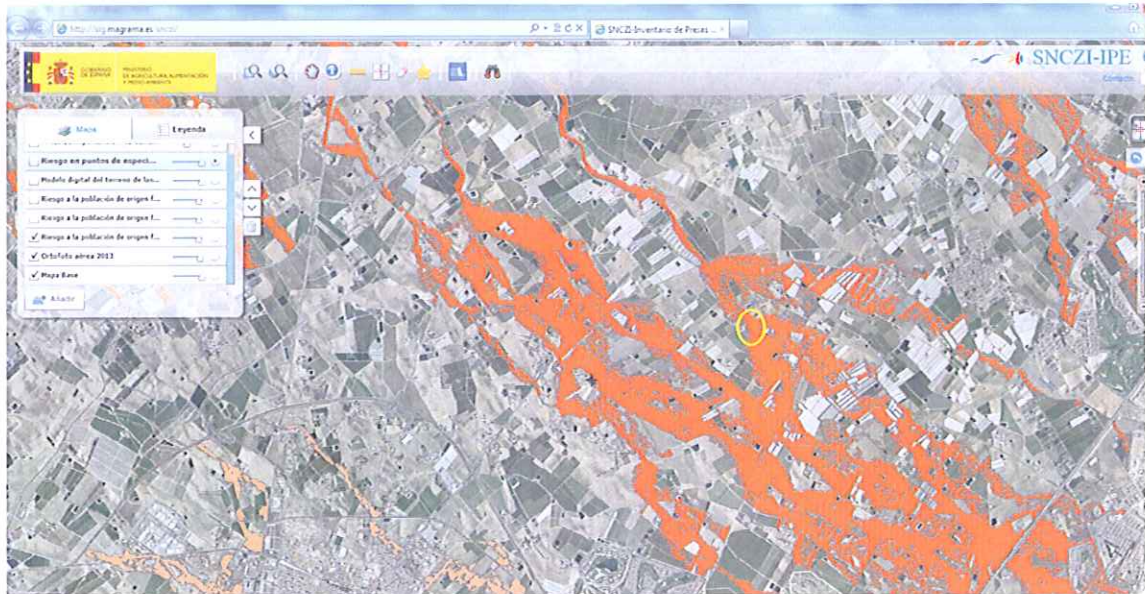 http://sig.magrama.es/snczi/
SNCZI-Inventario de Presas ...
GOBIERNO DE ESPAÑA
MINISTERIO DE AGRICULTURA, ALIMENTACIÓN Y MEDIO AMBIENTE
SNCZI-IPE
Mapa
Leyenda
Riesgo en puntos de especi...
Modelo digital del terreno de las...
Riesgo a la población de origen f...
Riesgo a la población de origen f...
Riesgo a la población de origen f...
Ortofoto aérea 2013
Mapa Base
Añadir